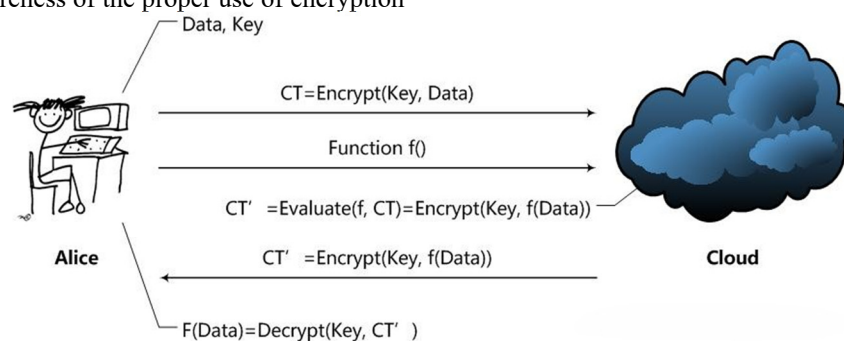 reness of the proper use of encryption
Data, Key
CT=Encrypt(Key, Data)
Function f()
CT' =Evaluate(f, CT)=Encrypt(Key, f(Data))
Alice
CT' =Encrypt(Key, f(Data))
Cloud
F(Data)=Decrypt(Key, CT' )